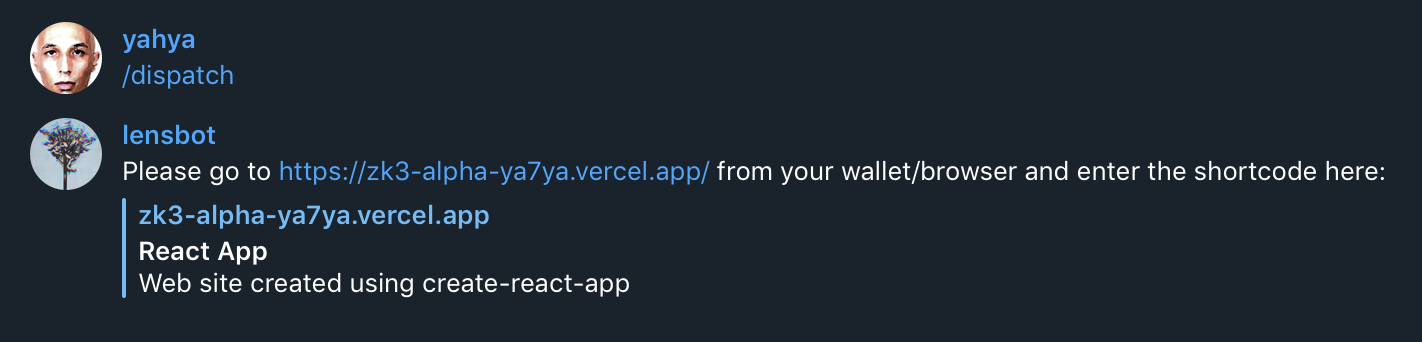 yahya
/dispatch
lensbot
Please go to https://zk3-alpha-ya7ya.vercel.app/ from your wallet/browser and enter the shortcode here:
zk3-alpha-ya7ya.vercel.app
React App
Web site created using create-react-app